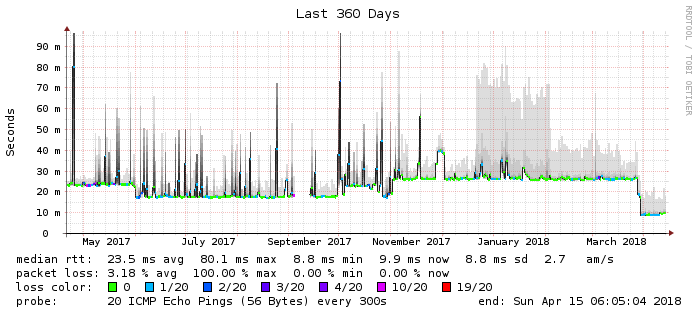 Last 360 Days
RRDTOOL / TOBI OETIKER
Seconds
90 m
80 m
70 m
60 m
50 m
40 m
30 m
20 m
10 m
0
May 2017 July 2017 September 2017 November 2017 January 2018 March 2018
median rtt: 23.5 ms avg 80.1 ms max 8.8 ms min 9.9 ms now 8.8 ms sd 2.7 am/s
packet loss: 3.18 % avg 100.00 % max 0.00 % min 0.00 % now
loss color: 0 1/20 2/20 3/20 4/20 10/20 19/20
probe: 20 ICMP Echo Pings (56 Bytes) every 300s end: Sun Apr 15 06:05:04 2018